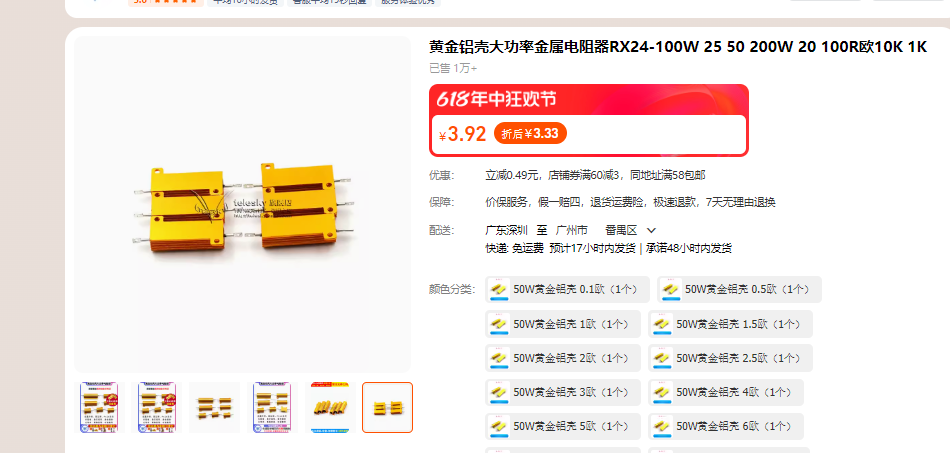 黄金铝壳大功率金属电阻器RX24-100W 25 50 200W 20 100R欧10K 1K
已售 1万+
618年中狂欢节
¥3.92 折后¥3.33
优惠： 立减0.49元，店铺券满60减3，同地址满58包邮
保障： 价保服务，假一赔四，退货运费险，极速退款，7天无理由退换
配送： 广东深圳 至 广州市 番禺区
快递: 免运费 预计17小时内发货 | 承诺48小时内发货
颜色分类： 50W黄金铝壳 0.1欧（1个） 50W黄金铝壳 0.5欧（1个）
50W黄金铝壳 1欧（1个） 50W黄金铝壳 1.5欧（1个）
50W黄金铝壳 2欧（1个） 50W黄金铝壳 2.5欧（1个）
50W黄金铝壳 3欧（1个） 50W黄金铝壳 4欧（1个）
50W黄金铝壳 5欧（1个） 50W黄金铝壳 6欧（1个）
telesky